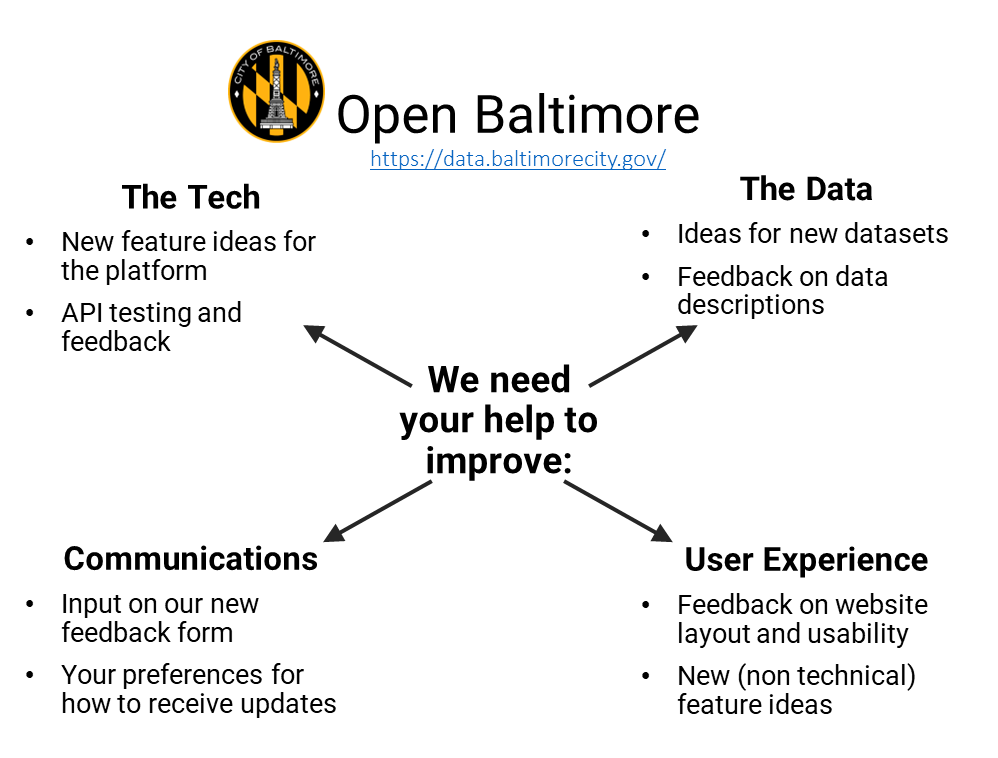 CITY OF BALTIMORE
Open Baltimore
https://data.baltimorecity.gov/
The Tech
• New feature ideas for
the platform
• API testing and
feedback
The Data
• Ideas for new datasets
• Feedback on data
descriptions
We need
your help to
improve:
Communications
• Input on our new
feedback form
• Your preferences for
how to receive updates
User Experience
• Feedback on website
layout and usability
• New (non technical)
feature ideas